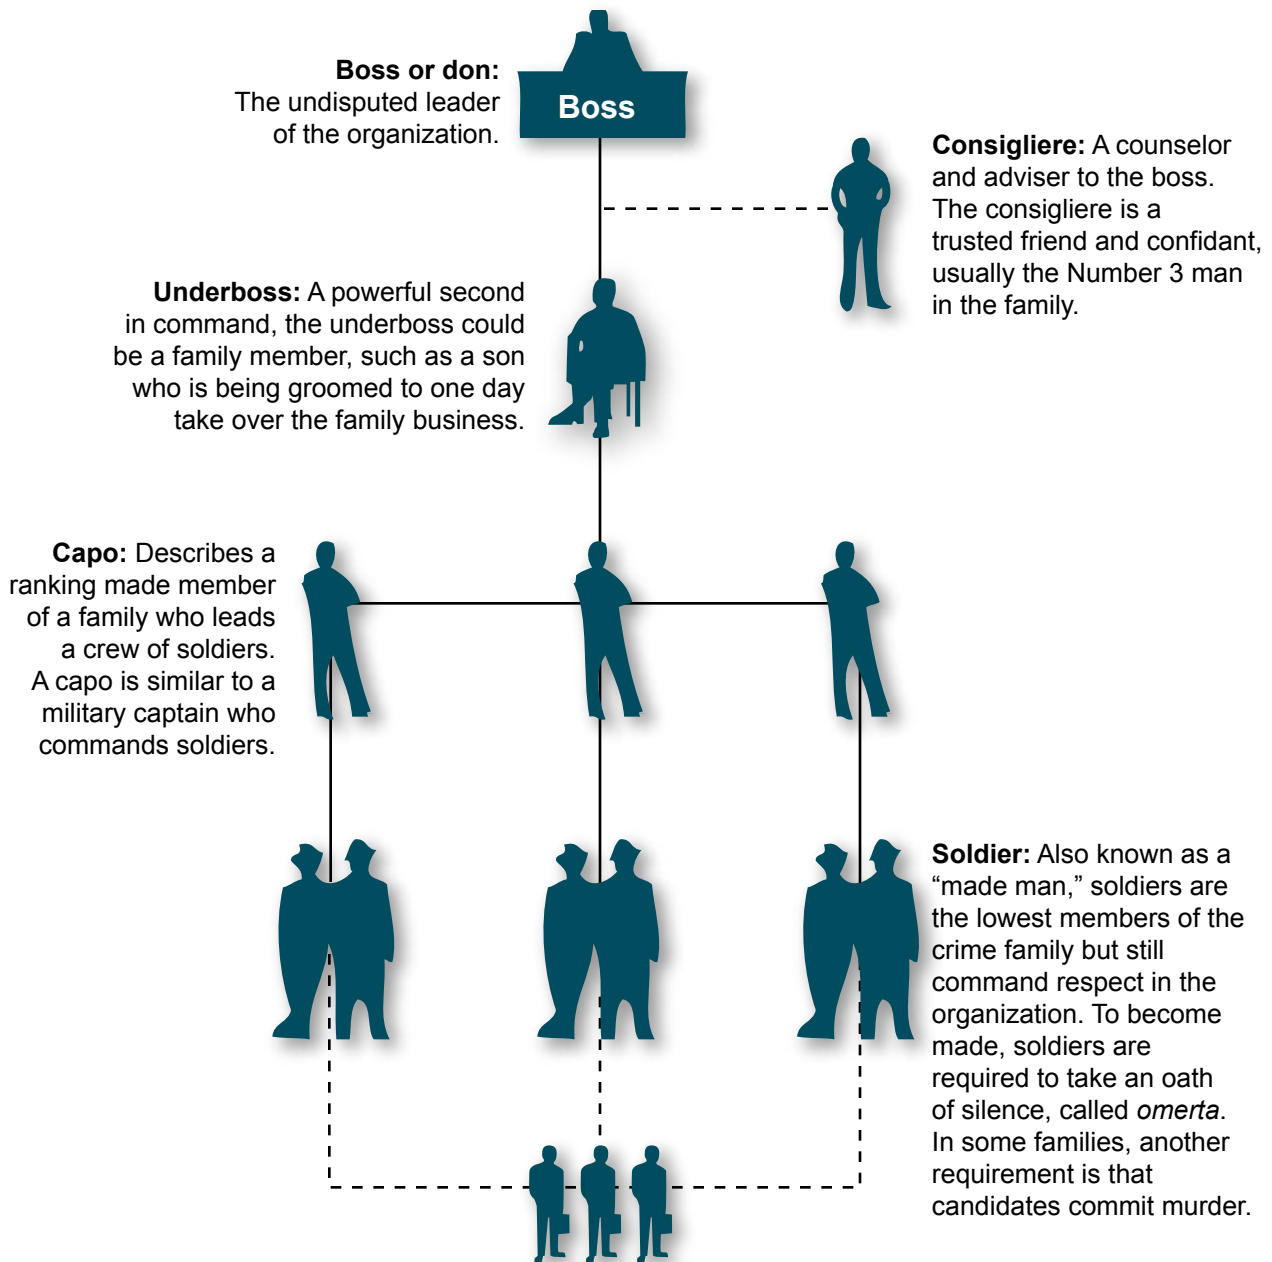 Boss or don:
The undisputed leader
of the organization.
Boss
Consigliere: A counselor
and adviser to the boss.
The consigliere is a
trusted friend and confidant,
usually the Number 3 man
in the family.
Underboss: A powerful second
in command, the underboss could
be a family member, such as a son
who is being groomed to one day
take over the family business.
Capo: Describes a
ranking made member
of a family who leads
a crew of soldiers.
A capo is similar to a
military captain who
commands soldiers.
Soldier: Also known as a
“made man,” soldiers are
the lowest members of the
crime family but still
command respect in the
organization. To become
made, soldiers are
required to take an oath
of silence, called omerta.
In some families, another
requirement is that
candidates commit murder.